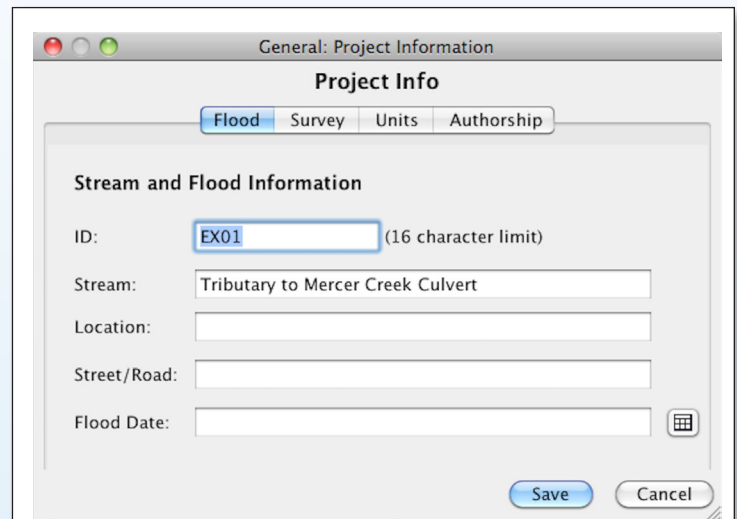 General: Project Information
Project Info
Flood Survey Units Authorship
Stream and Flood Information
ID: EX01 (16 character limit)
Stream: Tributary to Mercer Creek Culvert
Location:
Street/Road:
Flood Date:
Save Cancel